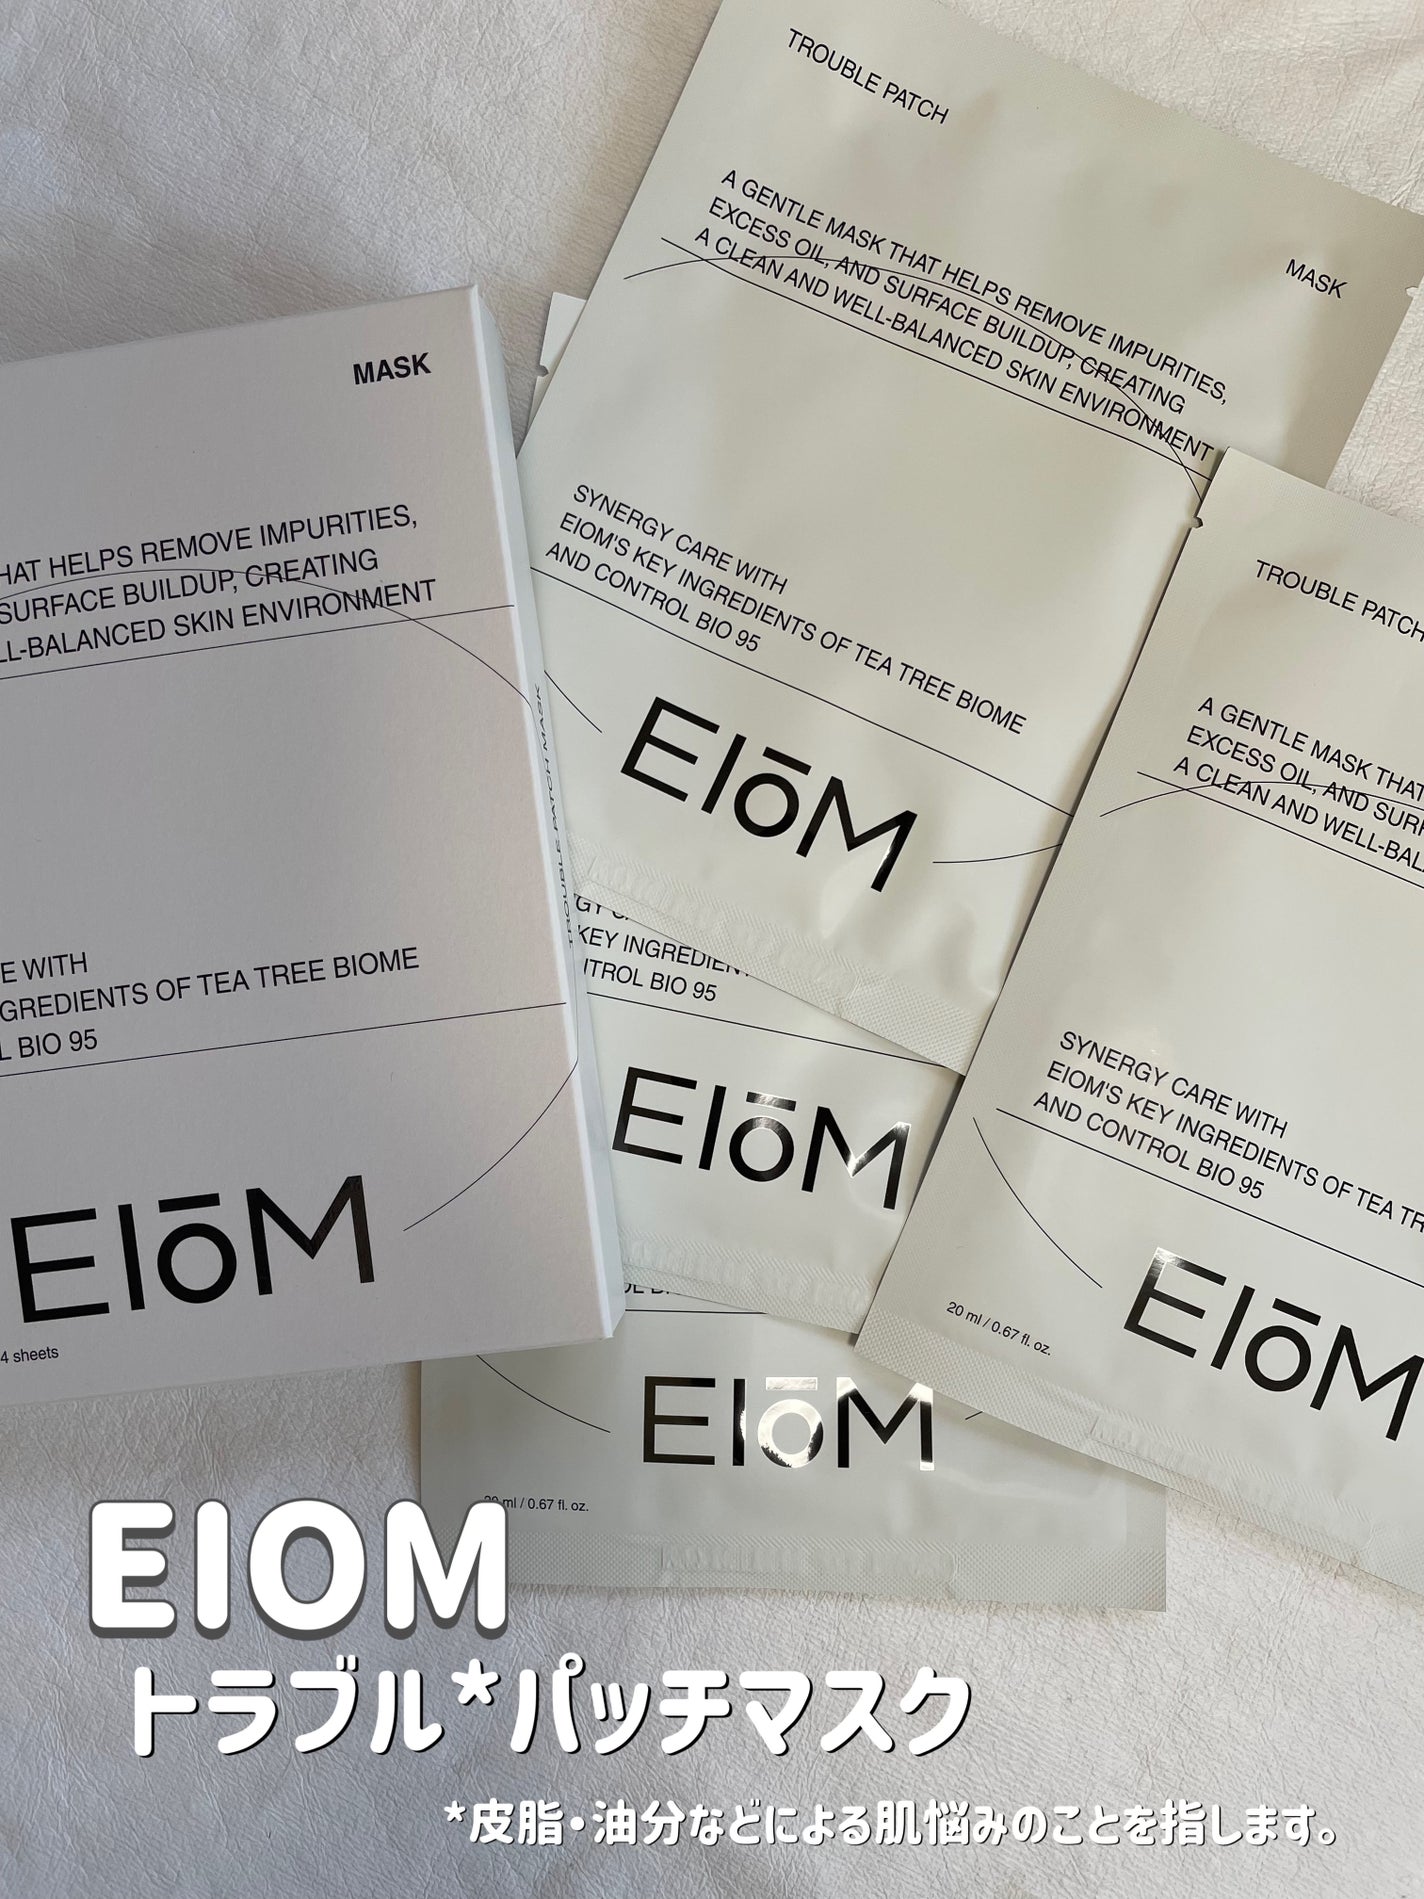 MASK
HAT HELPS REMOVE IMPURITIES,
SURFACE BUILDUP, CREATING
LL-BALANCED SKIN ENVIRONMENT
E WITH
GREDIENTS OF TEA TREE BIOME
L BIO 95
EIōM
4 sheets
TROUBLE PATCH MASK
TROUBLE PATCH
MASK
A GENTLE MASK THAT HELPS REMOVE IMPURITIES,
EXCESS OIL, AND SURFACE BUILDUP, CREATING
A CLEAN AND WELL-BALANCED SKIN ENVIRONMENT
SYNERGY CARE WITH
EIOM'S KEY INGREDIENTS OF TEA TREE BIOME
AND CONTROL BIO 95
EIōM
KEY INGREDIEN
NTROL BIO 95
EIōM
EIōM
20 ml / 0.67 fl. oz.
TROUBLE PATCH
A GENTLE MASK THAT
EXCESS OIL, AND SURF
A CLEAN AND WELL-BAL
SYNERGY CARE WITH
EIOM'S KEY INGREDIENTS OF TEA TR
AND CONTROL BIO 95
EIōM
20 ml / 0.67 fl. oz.
EIOM
トラブル*パッチマスク
*皮脂・油分などによる肌悩みのことを指します。